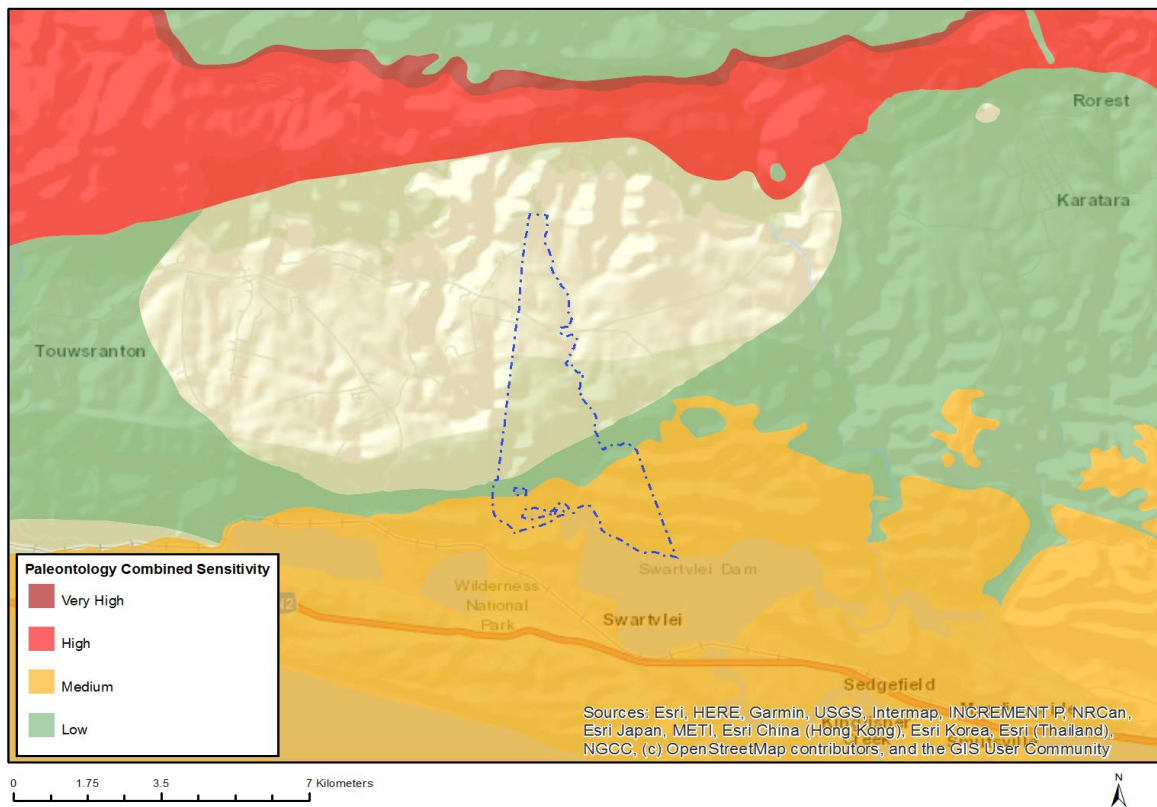 Rorest
Karatara
Touwsranton
Paleontology Combined Sensitivity
Very High
High
Medium
Low
N2
Wilderness
National
Park
Swartvlei Dam
Swartvlei
Sedgefield
Sources: Esri, HERE, Garmin, USGS, Intermap, INCREMENT P, NRCan,
Esri Japan, METI, Esri China (Hong Kong), Esri Korea, Esri (Thailand),
NGCC, (c) OpenStreetMap contributors, and the GIS User Community
0 1.75 3.5 7 Kilometers
N